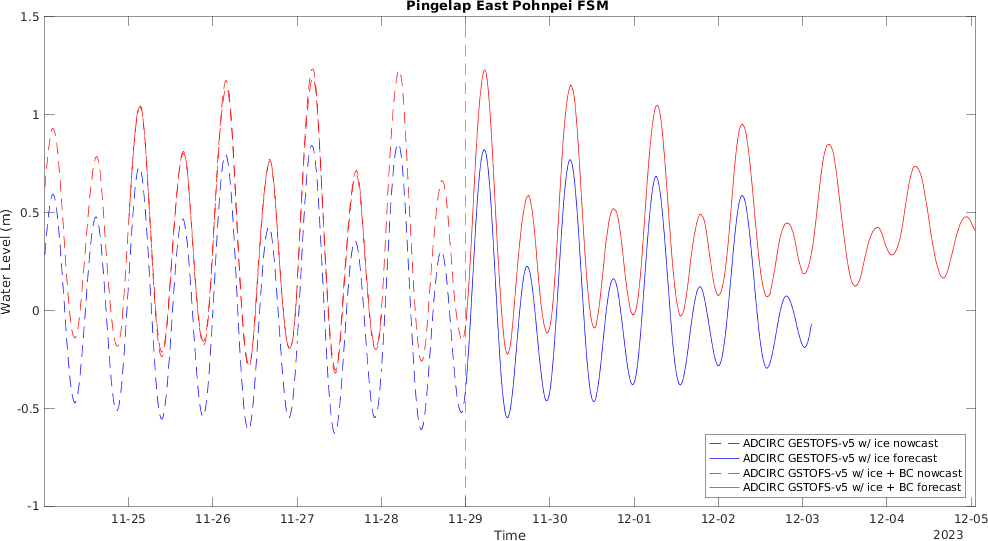 Pingelap East Pohnpei FSM
Water Level (m)
1.5
1
0.5
0
-0.5
-1
11-25
11-26
11-27
11-28
11-29
11-30
12-01
12-02
12-03
12-04
12-05
Time
2023
ADCIRC GESTOFS-v5 w/ ice nowcast
ADCIRC GESTOFS-v5 w/ ice forecast
ADCIRC GSTOFS-v5 w/ ice + BC nowcast
ADCIRC GSTOFS-v5 w/ ice + BC forecast